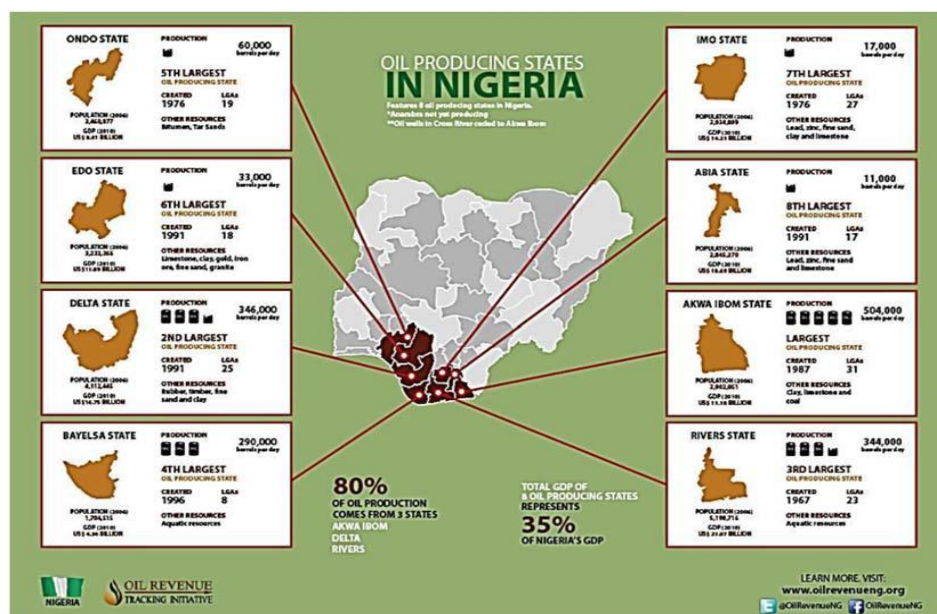 OIL PRODUCING STATES
IN NIGERIA
Features 8 oil producing states in Nigeria.
*Anambra not yet producing
**Oil wells in Cross River ceded to Akwa Ibom
ONDO STATE
PRODUCTION
60,000
barrels per day
5TH LARGEST
OIL PRODUCING STATE
CREATED LGAs
1976 19
OTHER RESOURCES
Bitumen, Tar Sands
POPULATION (2006)
GDP (2010)
EDO STATE
PRODUCTION
33,000
barrels per day
6TH LARGEST
OIL PRODUCING STATE
CREATED LGAs
1991 18
OTHER RESOURCES
Limestone, clay, gold, iron
ore, fine sand, granite
POPULATION (2006)
GDP (2010)
DELTA STATE
PRODUCTION
346,000
barrels per day
2ND LARGEST
OIL PRODUCING STATE
CREATED LGAs
1991 25
OTHER RESOURCES
Rubber, timber, fine
sand and clay
POPULATION (2006)
GDP (2010)
BAYELSA STATE
PRODUCTION
290,000
barrels per day
4TH LARGEST
OIL PRODUCING STATE
CREATED LGAs
1996 8
OTHER RESOURCES
Aquatic resources
POPULATION (2006)
GDP (2010)
IMO STATE
PRODUCTION
17,000
barrels per day
7TH LARGEST
OIL PRODUCING STATE
CREATED LGAs
1976 27
OTHER RESOURCES
Lead, zinc, fine sand,
clay and limestone
POPULATION (2006)
GDP (2010)
ABIA STATE
PRODUCTION
11,000
barrels per day
8TH LARGEST
OIL PRODUCING STATE
CREATED LGAs
1991 17
OTHER RESOURCES
Lead, zinc, fine sand
and limestone
POPULATION (2006)
GDP (2010)
AKWA IBOM STATE
PRODUCTION
504,000
barrels per day
LARGEST
OIL PRODUCING STATE
CREATED LGAs
1987 31
OTHER RESOURCES
Clay, limestone and
coal
POPULATION (2006)
GDP (2010)
RIVERS STATE
PRODUCTION
344,000
barrels per day
3RD LARGEST
OIL PRODUCING STATE
CREATED LGAs
1967 23
OTHER RESOURCES
Aquatic resources
POPULATION (2006)
GDP (2010)
80%
OF OIL PRODUCTION
COMES FROM 3 STATES
AKWA IBOM
DELTA
RIVERS
TOTAL GDP OF
8 OIL PRODUCING STATES
REPRESENTS
35%
OF NIGERIA'S GDP
NIGERIA
OIL REVENUE
TRACKING INITIATIVE
LEARN MORE. VISIT:
www.oilrevenueng.org
@OilRevenueNG OilRevenueNG